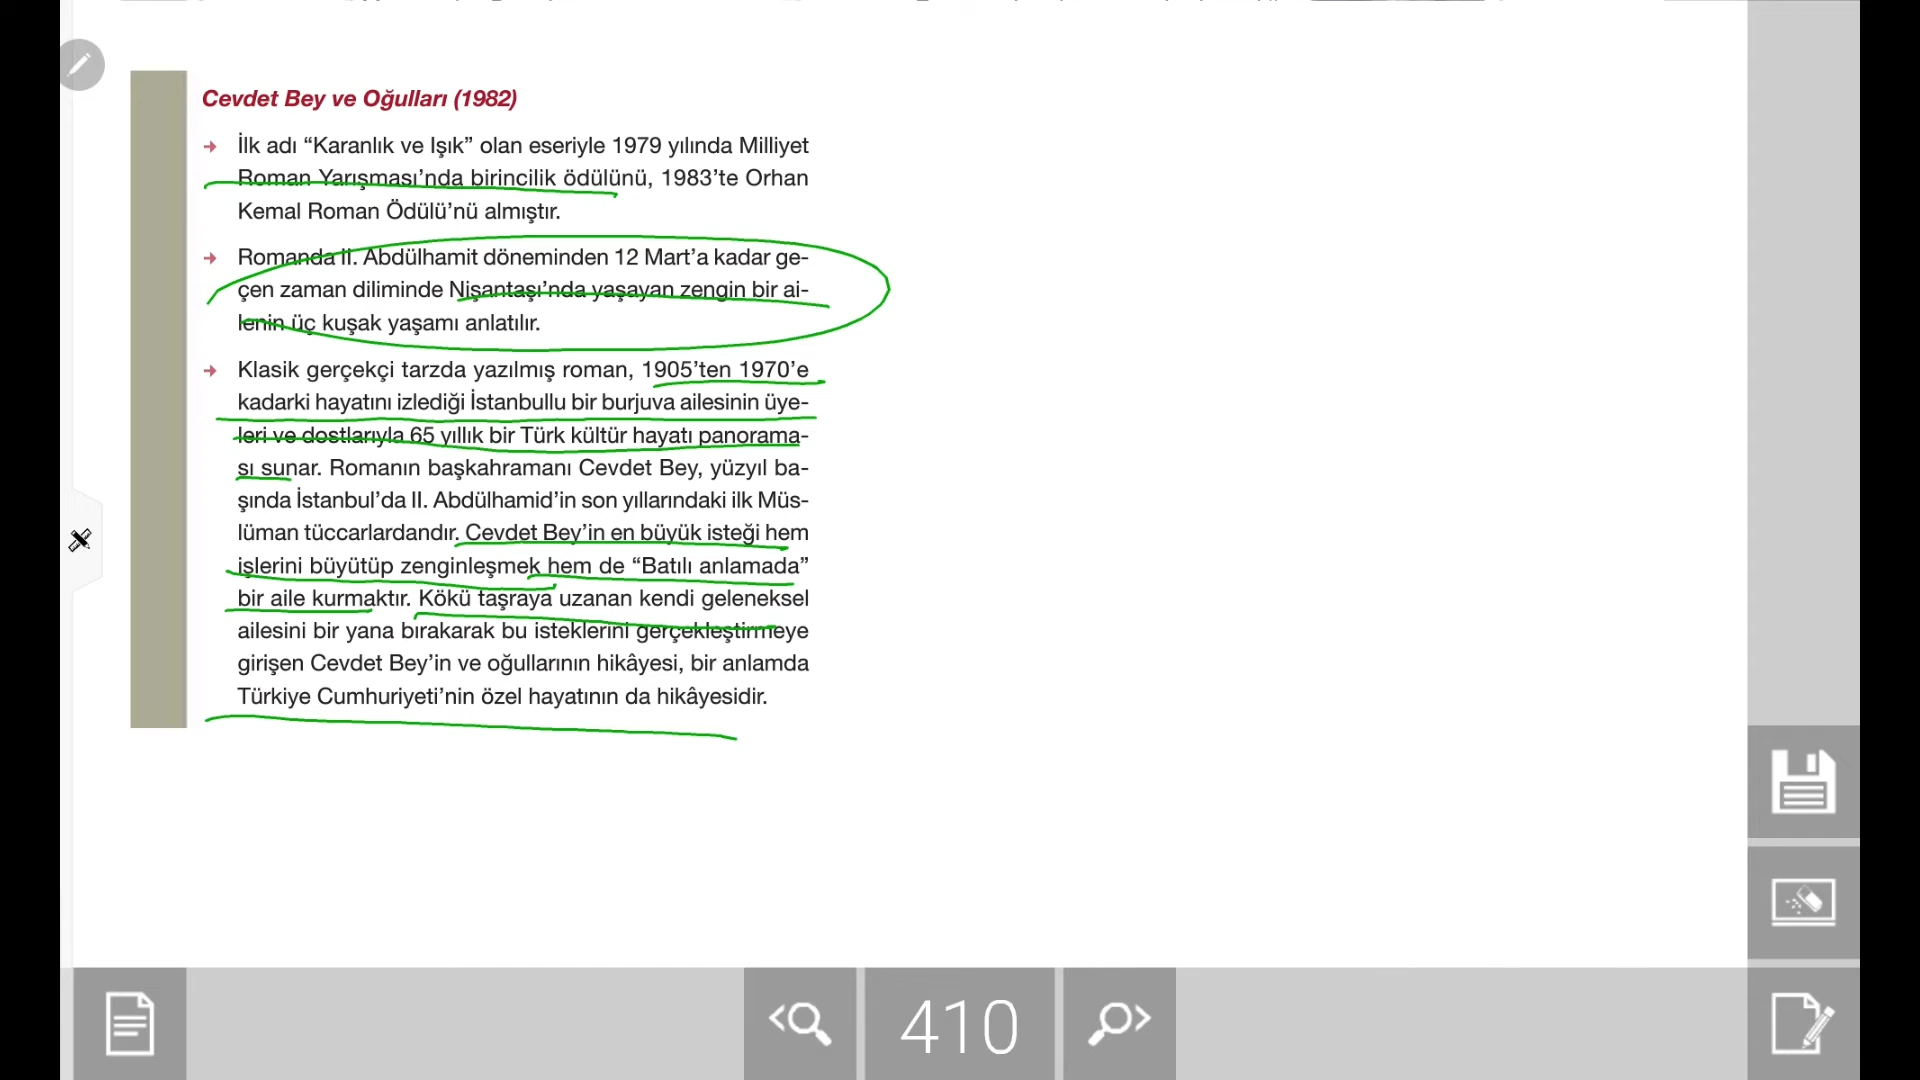 Cevdet Bey ve Oğulları (1982)
→ İlk adı “Karanlık ve Işık” olan eseriyle 1979 yılında Milliyet
Roman Yarışması’nda birincilik ödülünü, 1983’te Orhan
Kemal Roman Ödülü’nü almıştır.
→ Romanda II. Abdülhamit döneminden 12 Mart’a kadar ge-
çen zaman diliminde Nişantaşı’nda yaşayan zengin bir ai-
lenin üç kuşak yaşamı anlatılır.
→ Klasik gerçekçi tarzda yazılmış roman, 1905’ten 1970’e
kadarki hayatını izlediği İstanbullu bir burjuva ailesinin üye-
leri ve dostlarıyla 65 yıllık bir Türk kültür hayatı panorama-
sı sunar. Romanın başkahramanı Cevdet Bey, yüzyıl ba-
şında İstanbul’da II. Abdülhamid’in son yıllarındaki ilk Müs-
lüman tüccarlardandır. Cevdet Bey’in en büyük isteği hem
işlerini büyütüp zenginleşmek hem de “Batılı anlamada”
bir aile kurmaktır. Kökü taşraya uzanan kendi geleneksel
ailesini bir yana bırakarak bu isteklerini gerçekleştirmeye
girişen Cevdet Bey’in ve oğullarının hikâyesi, bir anlamda
Türkiye Cumhuriyeti’nin özel hayatının da hikâyesidir.
410